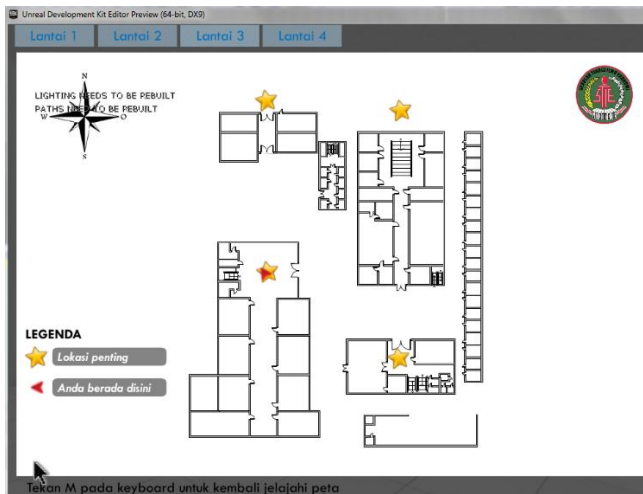 Unreal Development Kit Editor Preview (64-bit, DX9)
Lantai 1 Lantai 2 Lantai 3 Lantai 4
N
LIGHTING NEEDS TO BE REBUILT
PATHS NEED TO BE REBUILT
W O
S
LEGENDA
Lokasi penting
Anda berada disini
Tekan M pada keyboard untuk kembali jelajahi peta